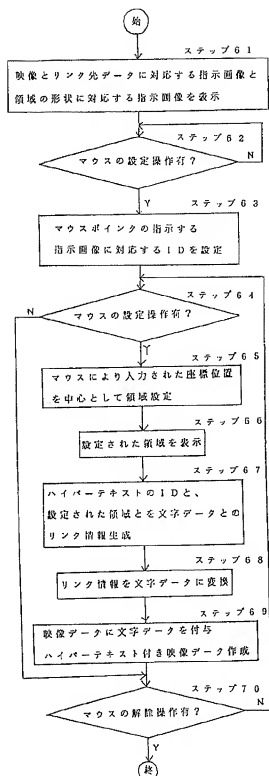 始
ステップ61
映像とリンク先データに対応する指示画像と
領域の形状に対応する指示画像を表示
ステップ62
マウスの設定操作有?
N
Y
ステップ63
マウスポインタの指示する
指示画像に対応するIDを設定
ステップ64
N
マウスの設定操作有?
Y
ステップ65
マウスにより入力された座標位置
を中心として領域設定
ステップ66
設定された領域を表示
ステップ67
ハイパーテキストのIDと、
設定された領域とを文字データとの
リンク情報生成
ステップ68
リンク情報を文字データに変換
ステップ69
映像データに文字データを付与
ハイパーテキスト付き映像データ作成
ステップ70
マウスの解除操作有?
N
Y
終